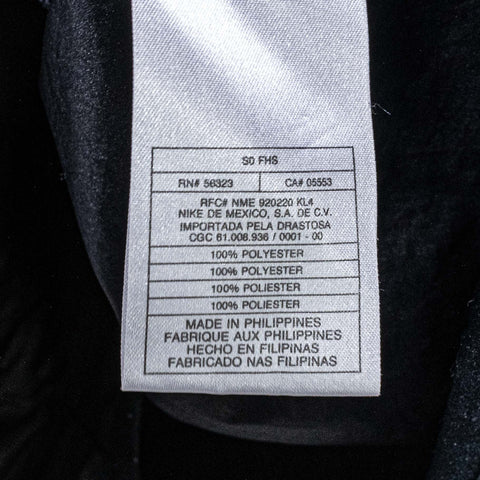 S0 FHS
RN# 56323 CA# 05553
RFC# NME 920220 KL4
NIKE DE MEXICO, S.A. DE C.V.
IMPORTADA PELA DRASTOSA
CGC 61.008.936 / 0001 - 00
100% POLYESTER
100% POLYESTER
100% POLIESTER
100% POLIESTER
MADE IN PHILIPPINES
FABRIQUE AUX PHILIPPINES
HECHO EN FILIPINAS
FABRICADO NAS FILIPINAS